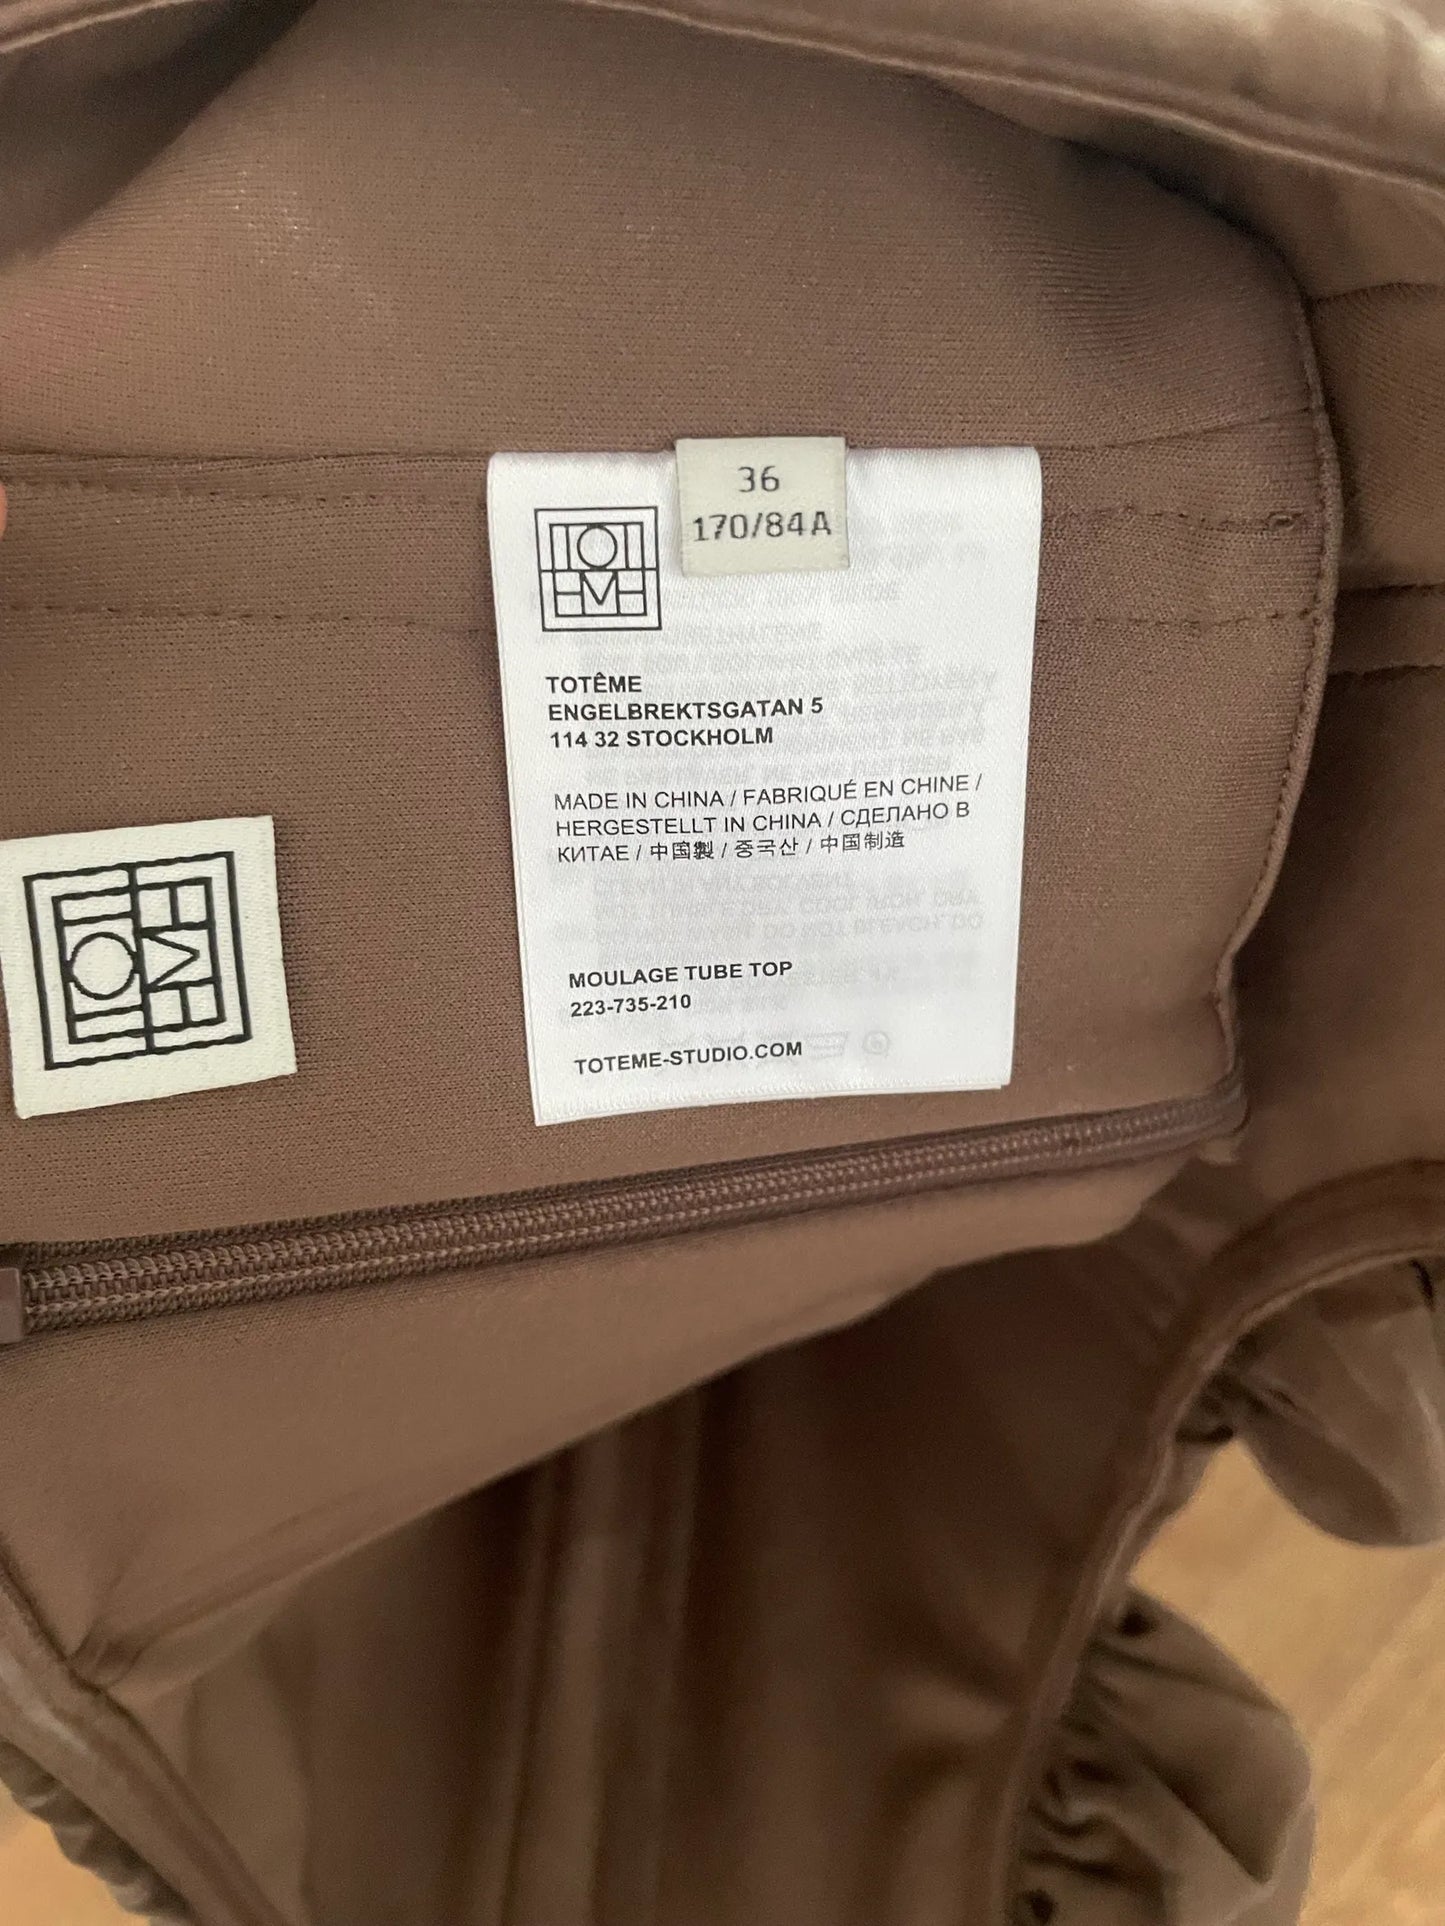 36
170/84A
TOTÊME
ENGELBREKTSGATAN 5
114 32 STOCKHOLM
MADE IN CHINA / FABRIQUÉ EN CHINE /
HERGESTELLT IN CHINA / СДЕЛАНО В
КИТАЕ / 中国製 / 중국산 / 中国制造
MOULAGE TUBE TOP
223-735-210
TOTEME-STUDIO.COM